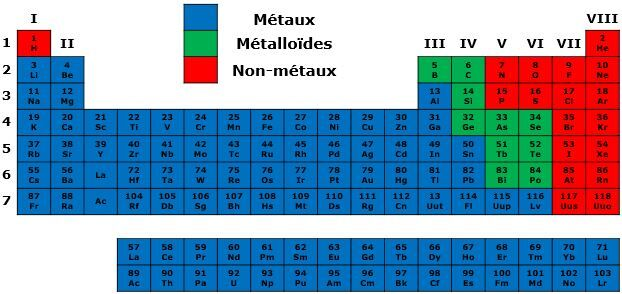 I VIII
Métaux
Métalloïdes
Non-métaux
1 1 H II III IV V VI VII 2 He
2 3 Li 4 Be 5 B 6 C 7 N 8 O 9 F 10 Ne
3 11 Na 12 Mg 13 Al 14 Si 15 P 16 S 17 Cl 18 Ar
4 19 K 20 Ca 21 Sc 22 Ti 23 V 24 Cr 25 Mn 26 Fe 27 Co 28 Ni 29 Cu 30 Zn 31 Ga 32 Ge 33 As 34 Se 35 Br 36 Kr
5 37 Rb 38 Sr 39 Y 40 Zr 41 Nb 42 Mo 43 Tc 44 Ru 45 Rh 46 Pd 47 Ag 48 Cd 49 In 50 Sn 51 Sb 52 Te 53 I 54 Xe
6 55 Cs 56 Ba La 72 Hf 73 Ta 74 W 75 Re 76 Os 77 Ir 78 Pt 79 Au 80 Hg 81 Tl 82 Pb 83 Bi 84 Po 85 At 86 Rn
7 87 Fr 88 Ra Ac 104 Rf 105 Db 106 Sg 107 Bh 108 Hs 109 Mt 110 Ds 111 Rg 112 Cn 13 Uut 114 Fl 115 Uup 116 Lv 117 Uus 118 Uuo
57 La 58 Ce 59 Pr 60 Nd 61 Pm 62 Sm 63 Eu 64 Gd 65 Tb 66 Dy 67 Ho 68 Er 69 Tm 70 Yb 71 Lu
89 Ac 90 Th 91 Pa 92 U 93 Np 94 Pu 95 Am 96 Cm 97 Bk 98 Cf 99 Es 100 Fm 101 Md 102 No 103 Lr